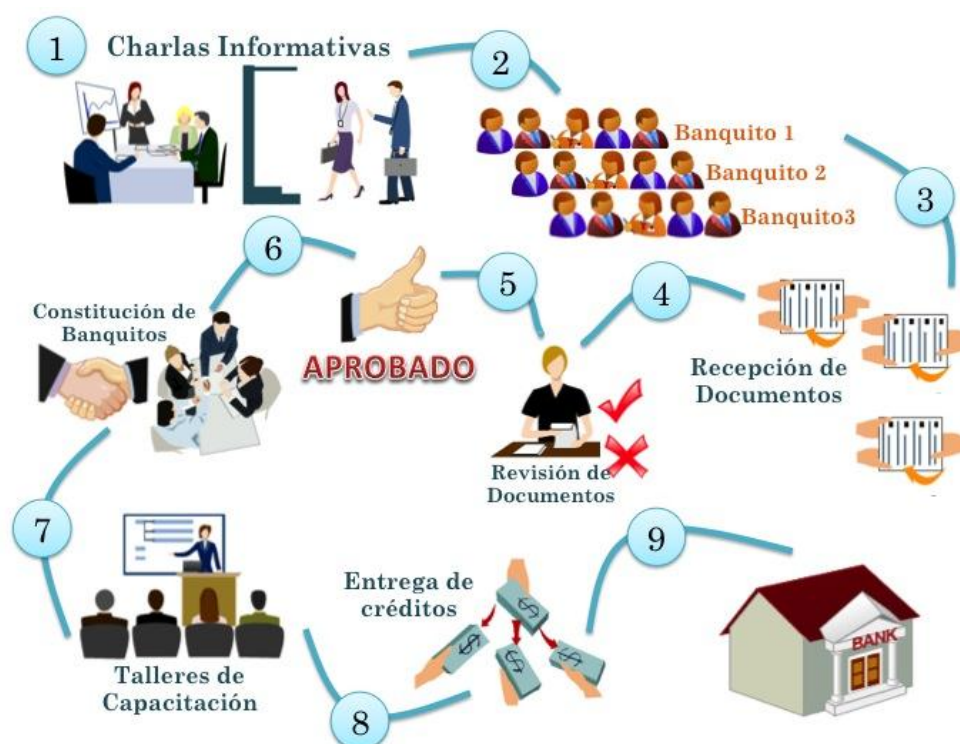 1
Charlas Informativas
2
Banquito 1
Banquito 2
Banquito3
3
Recepción de
Documentos
4
Revisión de
Documentos
5
APROBADO
6
Constitución de
Banquitos
7
Talleres de
Capacitación
8
Entrega de
créditos
$
$
$
$
9
BANK